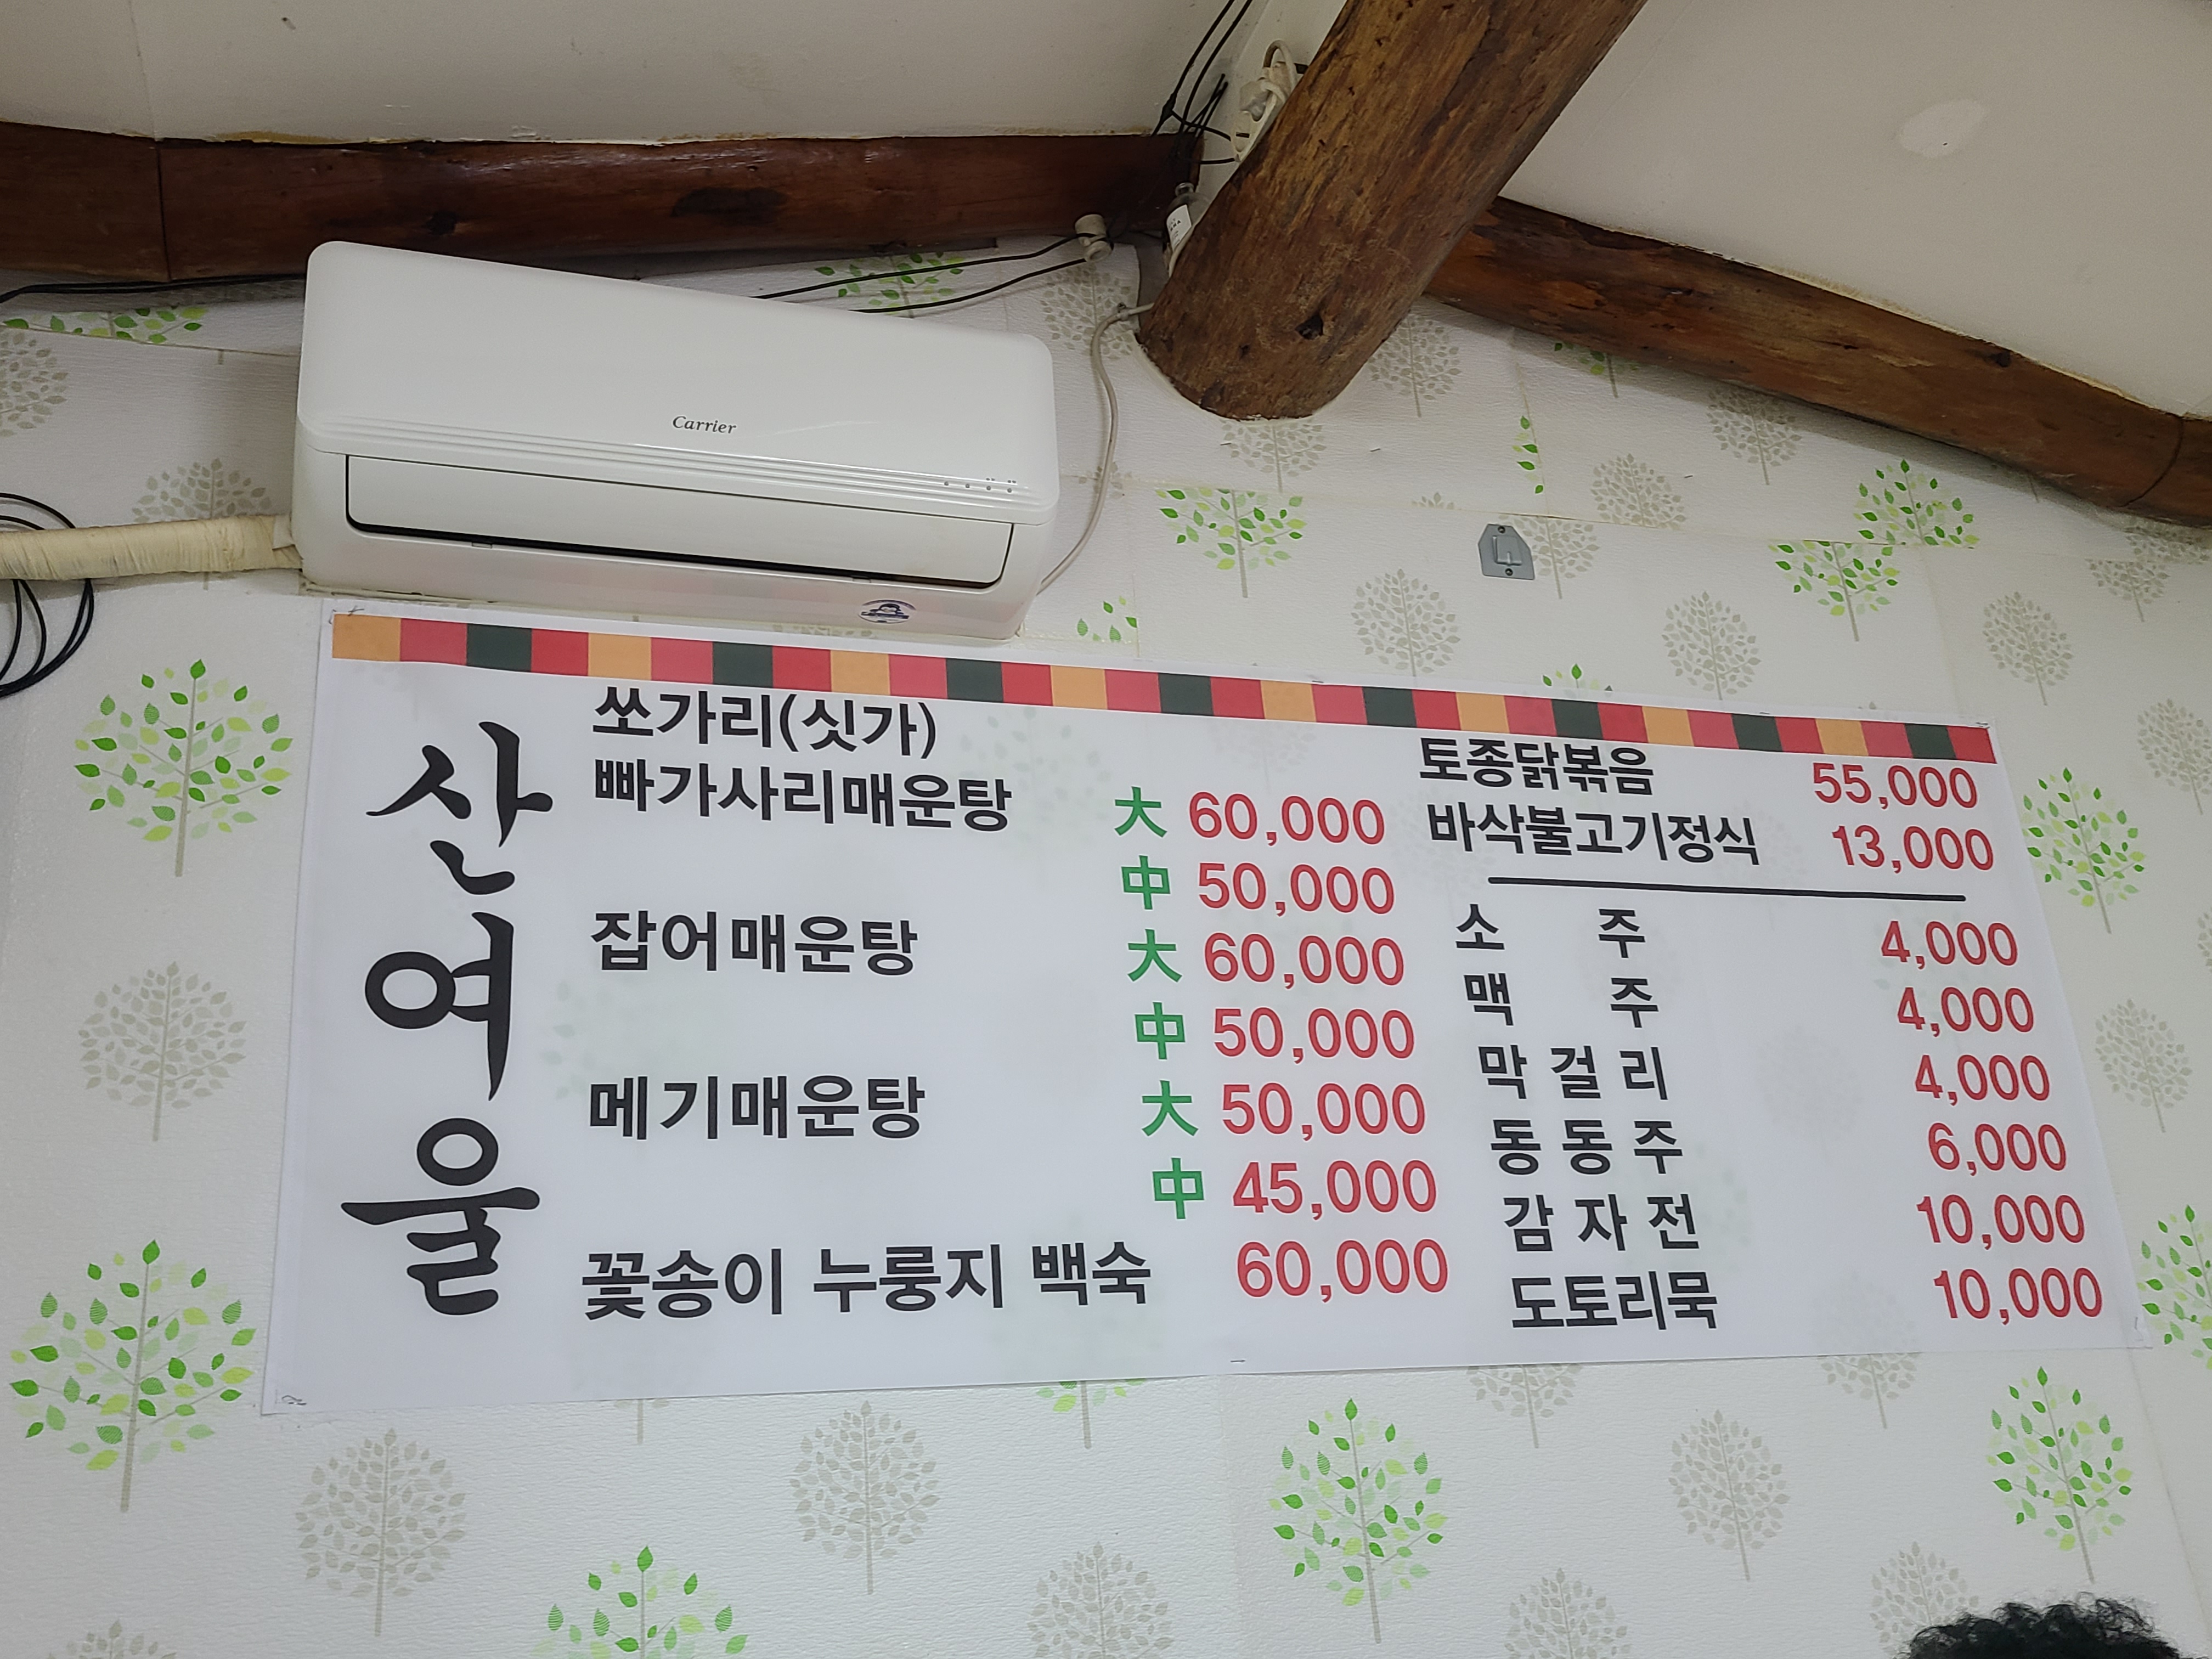 Carrier
산여울
쏘가리(싯가)
빠가사리매운탕 大 60,000
中 50,000
잡어매운탕 大 60,000
中 50,000
메기매운탕 大 50,000
中 45,000
꽃송이 누룽지 백숙 60,000
토종닭볶음 55,000
바삭불고기정식 13,000
소 주 4,000
맥 주 4,000
막 걸 리 4,000
동 동 주 6,000
감 자 전 10,000
도토리묵 10,000